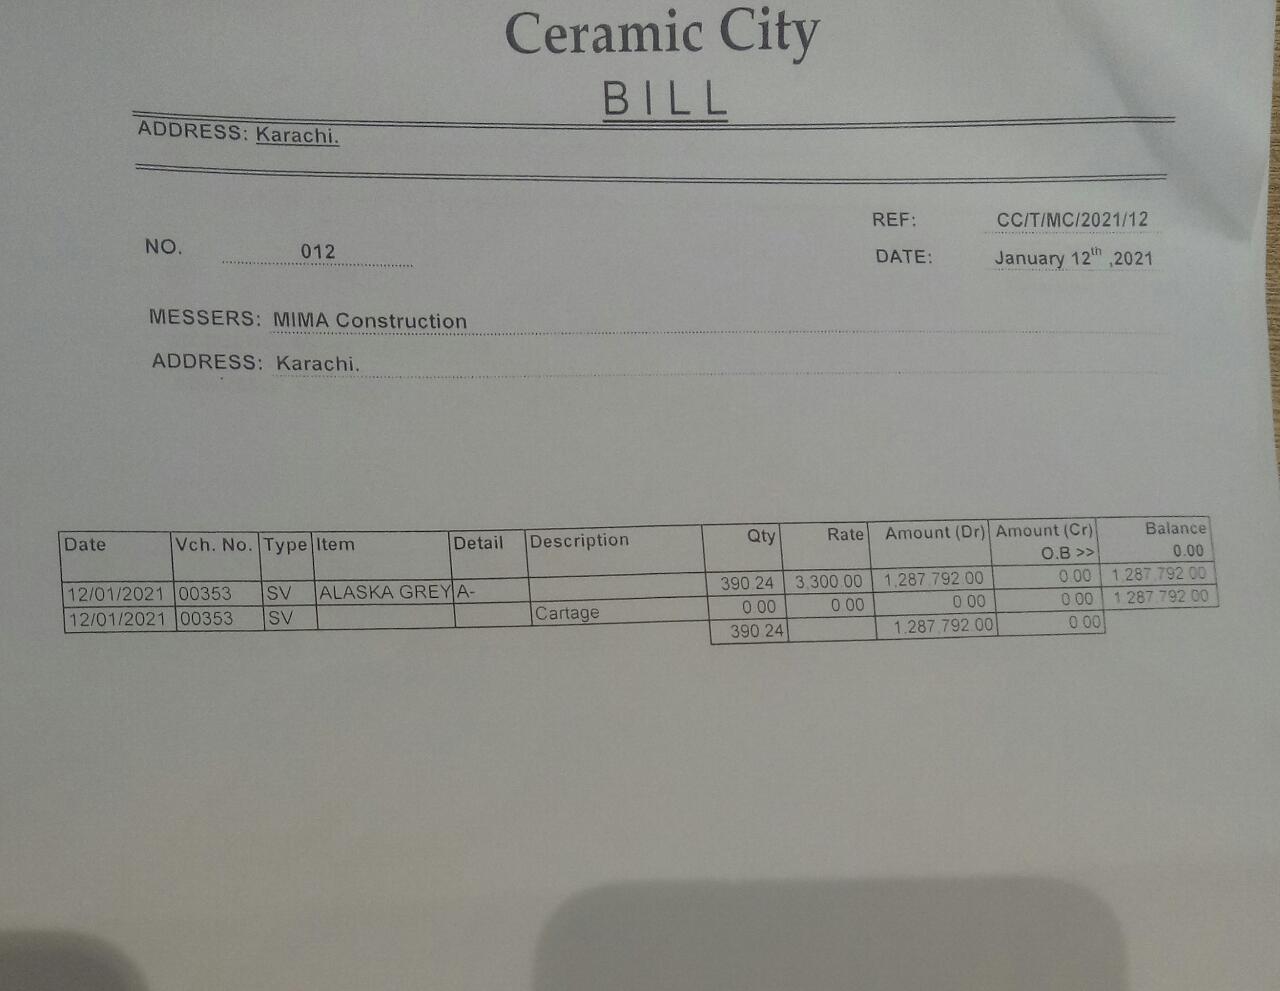 Ceramic City
BILL
ADDRESS: Karachi.
REF: CC/T/MC/2021/12
NO. 012
DATE: January 12th ,2021
MESSERS: MIMA Construction
ADDRESS: Karachi.
Date Vch. No. Type Item Detail Description Qty Rate Amount (Dr) Amount (Cr) Balance
O.B >> 0.00
12/01/2021 00353 SV ALASKA GREY A- 390.24 3,300.00 1,287,792.00 0.00 1,287,792.00
12/01/2021 00353 SV Cartage 0.00 0.00 0.00 0.00 1,287,792.00
390.24 1,287,792.00 0.00